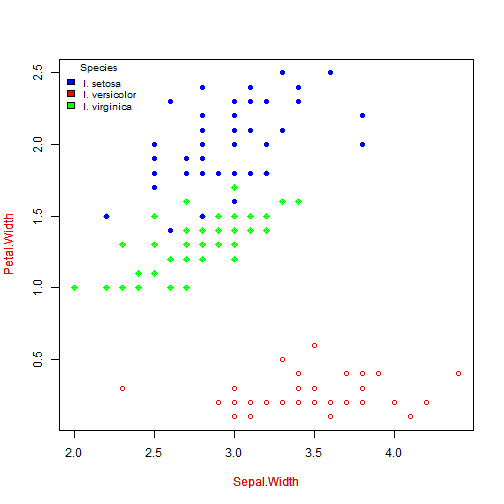 Species
I. setosa
I. versicolor
I. virginica
2.5
2.0
1.5
1.0
0.5
Petal.Width
2.0 2.5 3.0 3.5 4.0
Sepal.Width